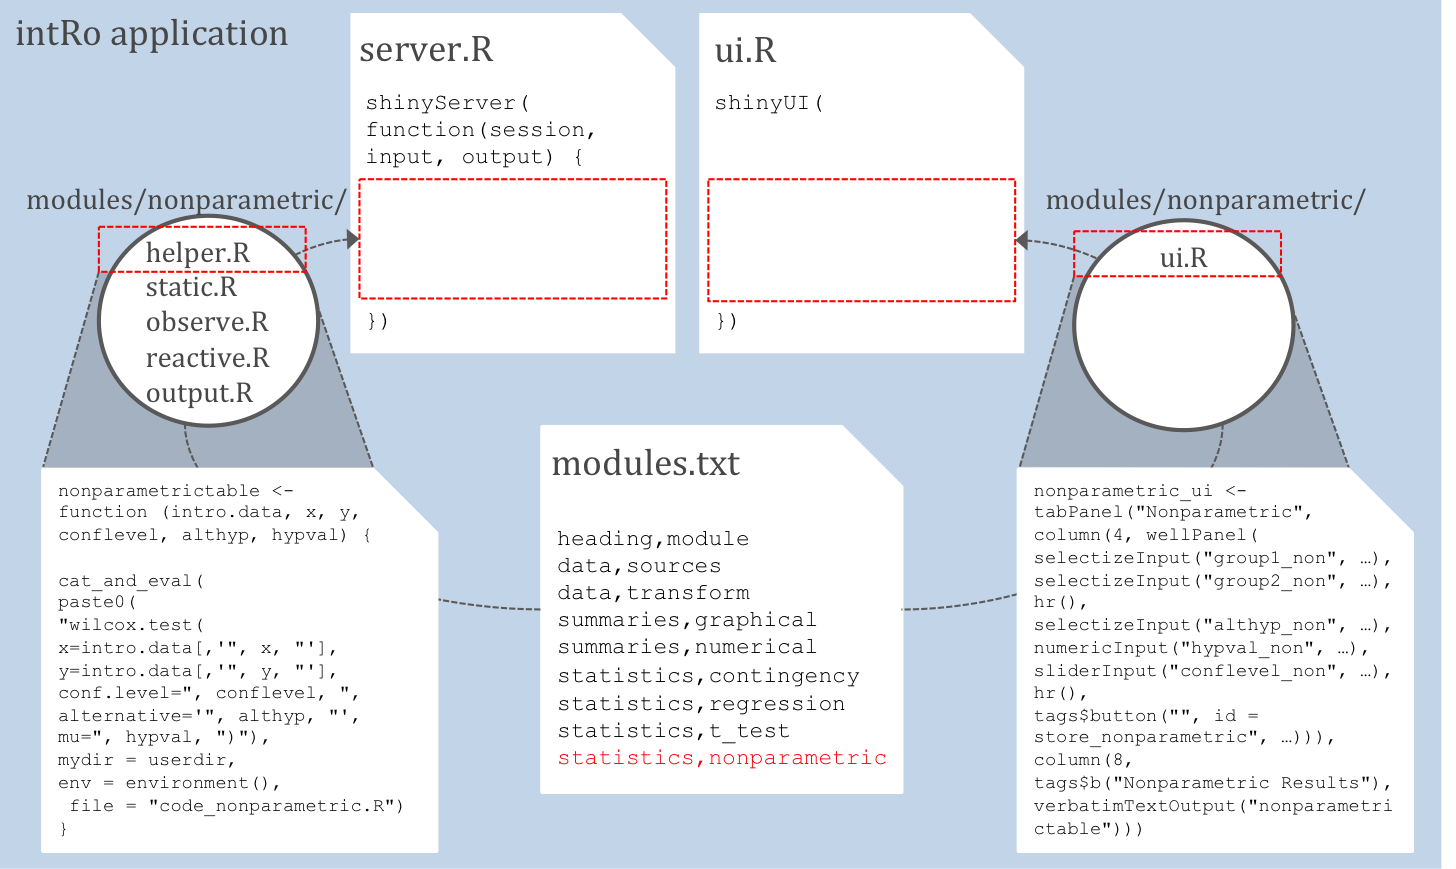 intRo application
server.R
shinyServer(
function(session,
input, output) {
})
ui.R
shinyUI(
})
modules/nonparametric/
helper.R
static.R
observe.R
reactive.R
output.R
modules/nonparametric/
ui.R
nonparametrictable <-
function (intro.data, x, y,
conflevel, althyp, hypval) {
cat_and_eval(
paste0(
"wilcox.test(
x=intro.data[,'", x, "'],
y=intro.data[,'", y, "'],
conf.level=", conflevel, ",
alternative='", althyp, "',
mu=", hypval, ")"),
mydir = userdir,
env = environment(),
file = "code_nonparametric.R")
}
modules.txt
heading,module
data,sources
data,transform
summaries,graphical
summaries,numerical
statistics,contingency
statistics,regression
statistics,t_test
statistics,nonparametric
nonparametric_ui <-
tabPanel("Nonparametric",
column(4, wellPanel(
selectizeInput("group1_non", …),
selectizeInput("group2_non", …),
hr(),
selectizeInput("althyp_non", …),
numericInput("hypval_non", …),
sliderInput("conflevel_non", …),
hr(),
tags$button("", id =
store_nonparametric", …))),
column(8,
tags$b("Nonparametric Results"),
verbatimTextOutput("nonparametri
ctable")))